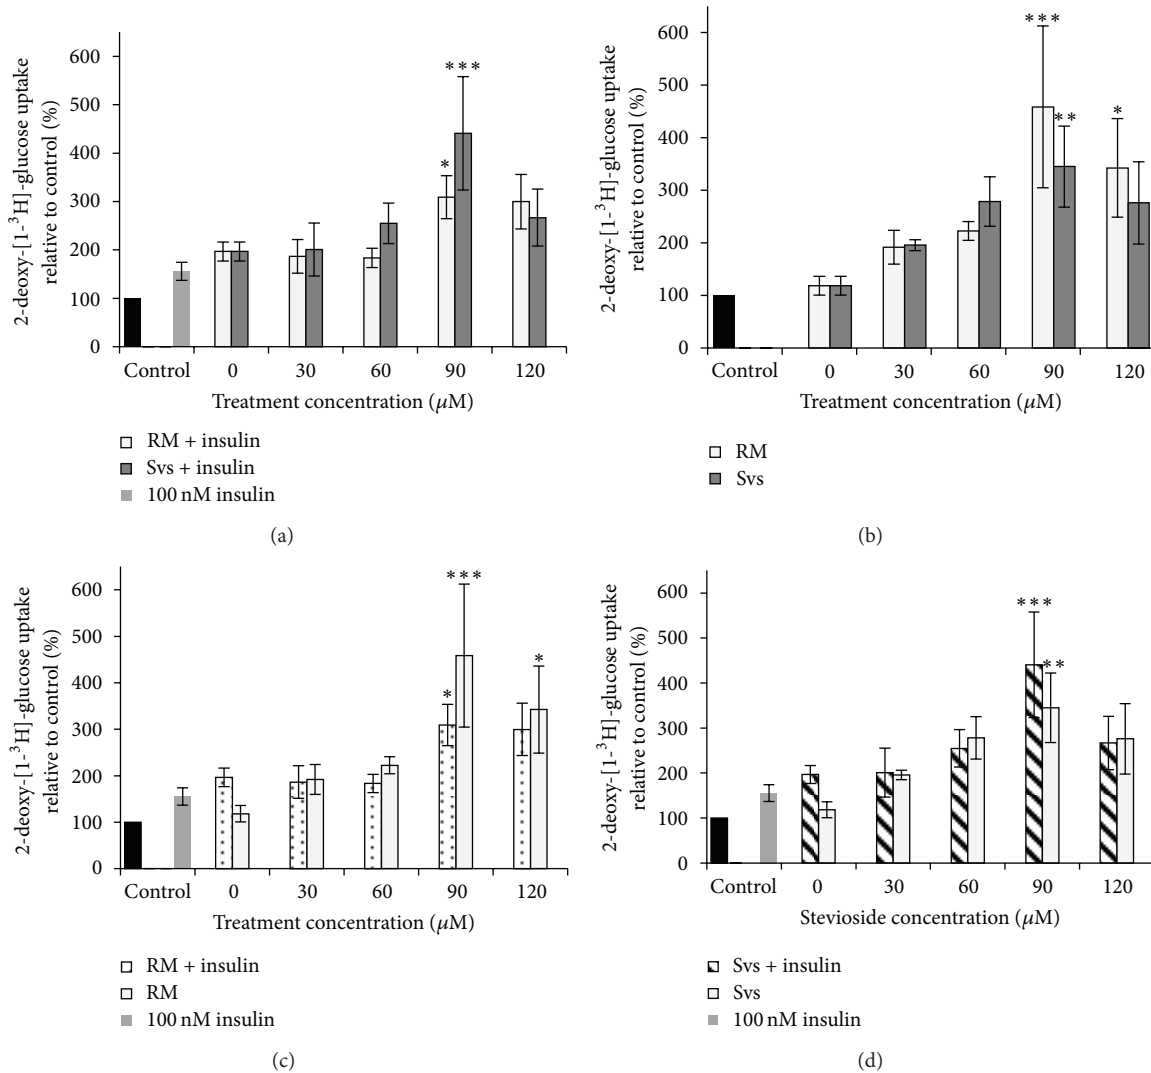 2-deoxy-[1-³H]-glucose uptake
relative to control (%)
600
500
400
300
200
100
0
* * *
*
Control 0 30 60 90 120
Treatment concentration (μM)
RM + insulin
Svs + insulin
100 nM insulin
(a)
2-deoxy-[1-³H]-glucose uptake
relative to control (%)
600
500
400
300
200
100
0
* * *
* *
*
Control 0 30 60 90 120
Treatment concentration (μM)
RM
Svs
(b)
2-deoxy-[1-³H]-glucose uptake
relative to control (%)
600
500
400
300
200
100
0
* * *
*
*
Control 0 30 60 90 120
Treatment concentration (μM)
RM + insulin
RM
100 nM insulin
(c)
2-deoxy-[1-³H]-glucose uptake
relative to control (%)
600
500
400
300
200
100
0
* * *
* *
Control 0 30 60 90 120
Stevioside concentration (μM)
Svs + insulin
Svs
100 nM insulin
(d)